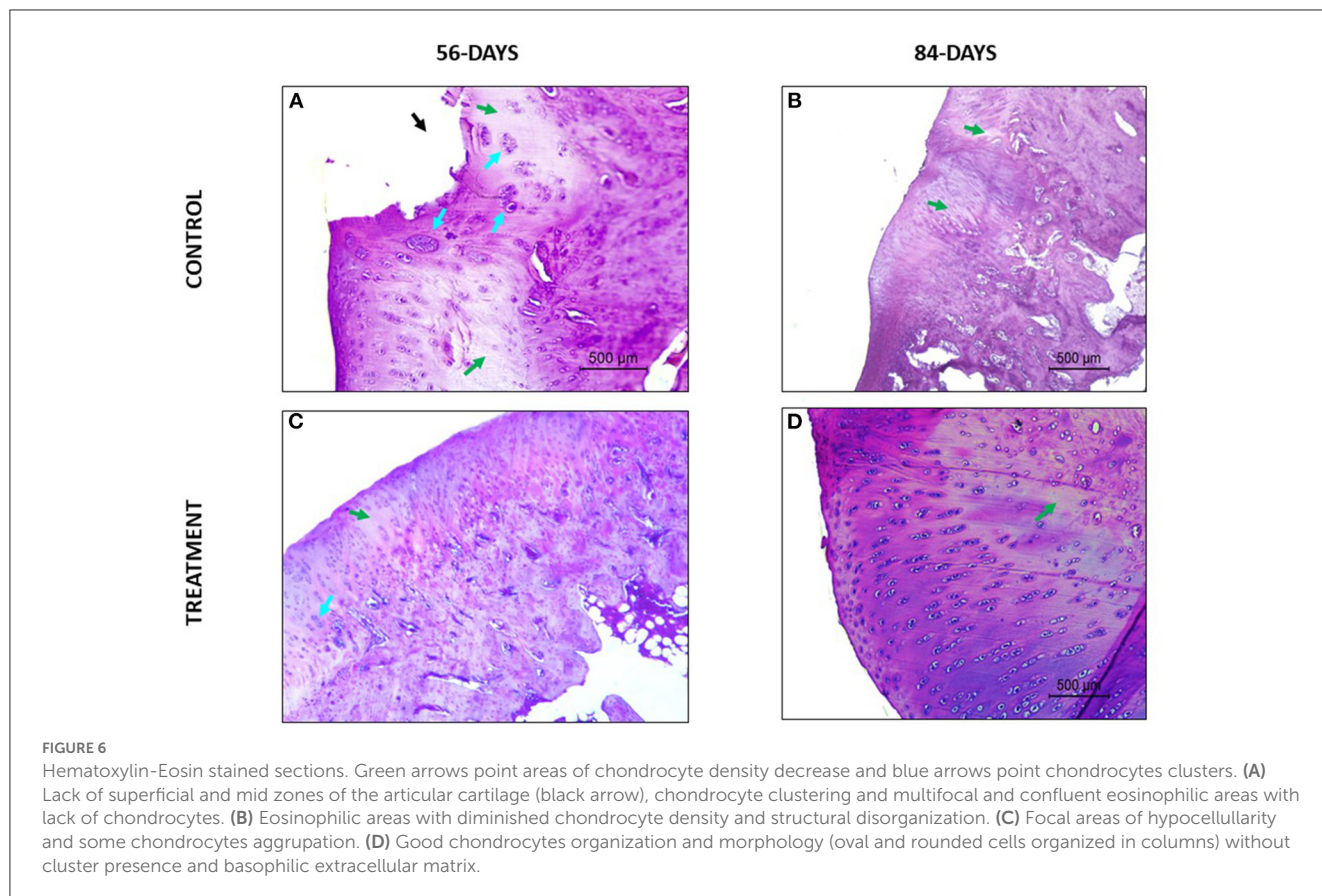 56-DAYS
84-DAYS
CONTROL
A
500 µm
B
500 µm
TREATMENT
C
D
500 µm
FIGURE 6
Hematoxylin-Eosin stained sections. Green arrows point areas of chondrocyte density decrease and blue arrows point chondrocytes clusters. (A)
Lack of superficial and mid zones of the articular cartilage (black arrow), chondrocyte clustering and multifocal and confluent eosinophilic areas with
lack of chondrocytes. (B) Eosinophilic areas with diminished chondrocyte density and structural disorganization. (C) Focal areas of hypocellullarity
and some chondrocytes aggrupation. (D) Good chondrocytes organization and morphology (oval and rounded cells organized in columns) without
cluster presence and basophilic extracellular matrix.